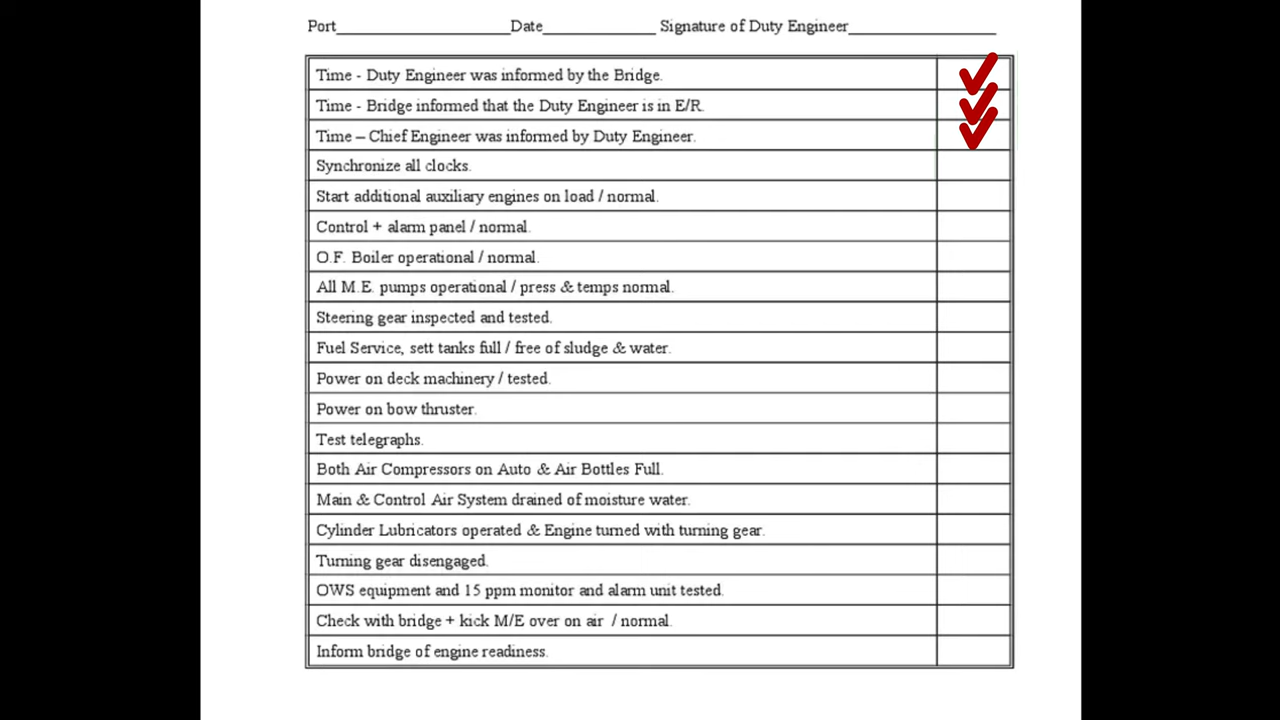 Port____________________Date_____________ Signature of Duty Engineer_________________
Time - Duty Engineer was informed by the Bridge.
Time - Bridge informed that the Duty Engineer is in E/R.
Time – Chief Engineer was informed by Duty Engineer.
Synchronize all clocks.
Start additional auxiliary engines on load / normal.
Control + alarm panel / normal.
O.F. Boiler operational / normal.
All M.E. pumps operational / press & temps normal.
Steering gear inspected and tested.
Fuel Service, sett tanks full / free of sludge & water.
Power on deck machinery / tested.
Power on bow thruster.
Test telegraphs.
Both Air Compressors on Auto & Air Bottles Full.
Main & Control Air System drained of moisture water.
Cylinder Lubricators operated & Engine turned with turning gear.
Turning gear disengaged.
OWS equipment and 15 ppm monitor and alarm unit tested.
Check with bridge + kick M/E over on air / normal.
Inform bridge of engine readiness.